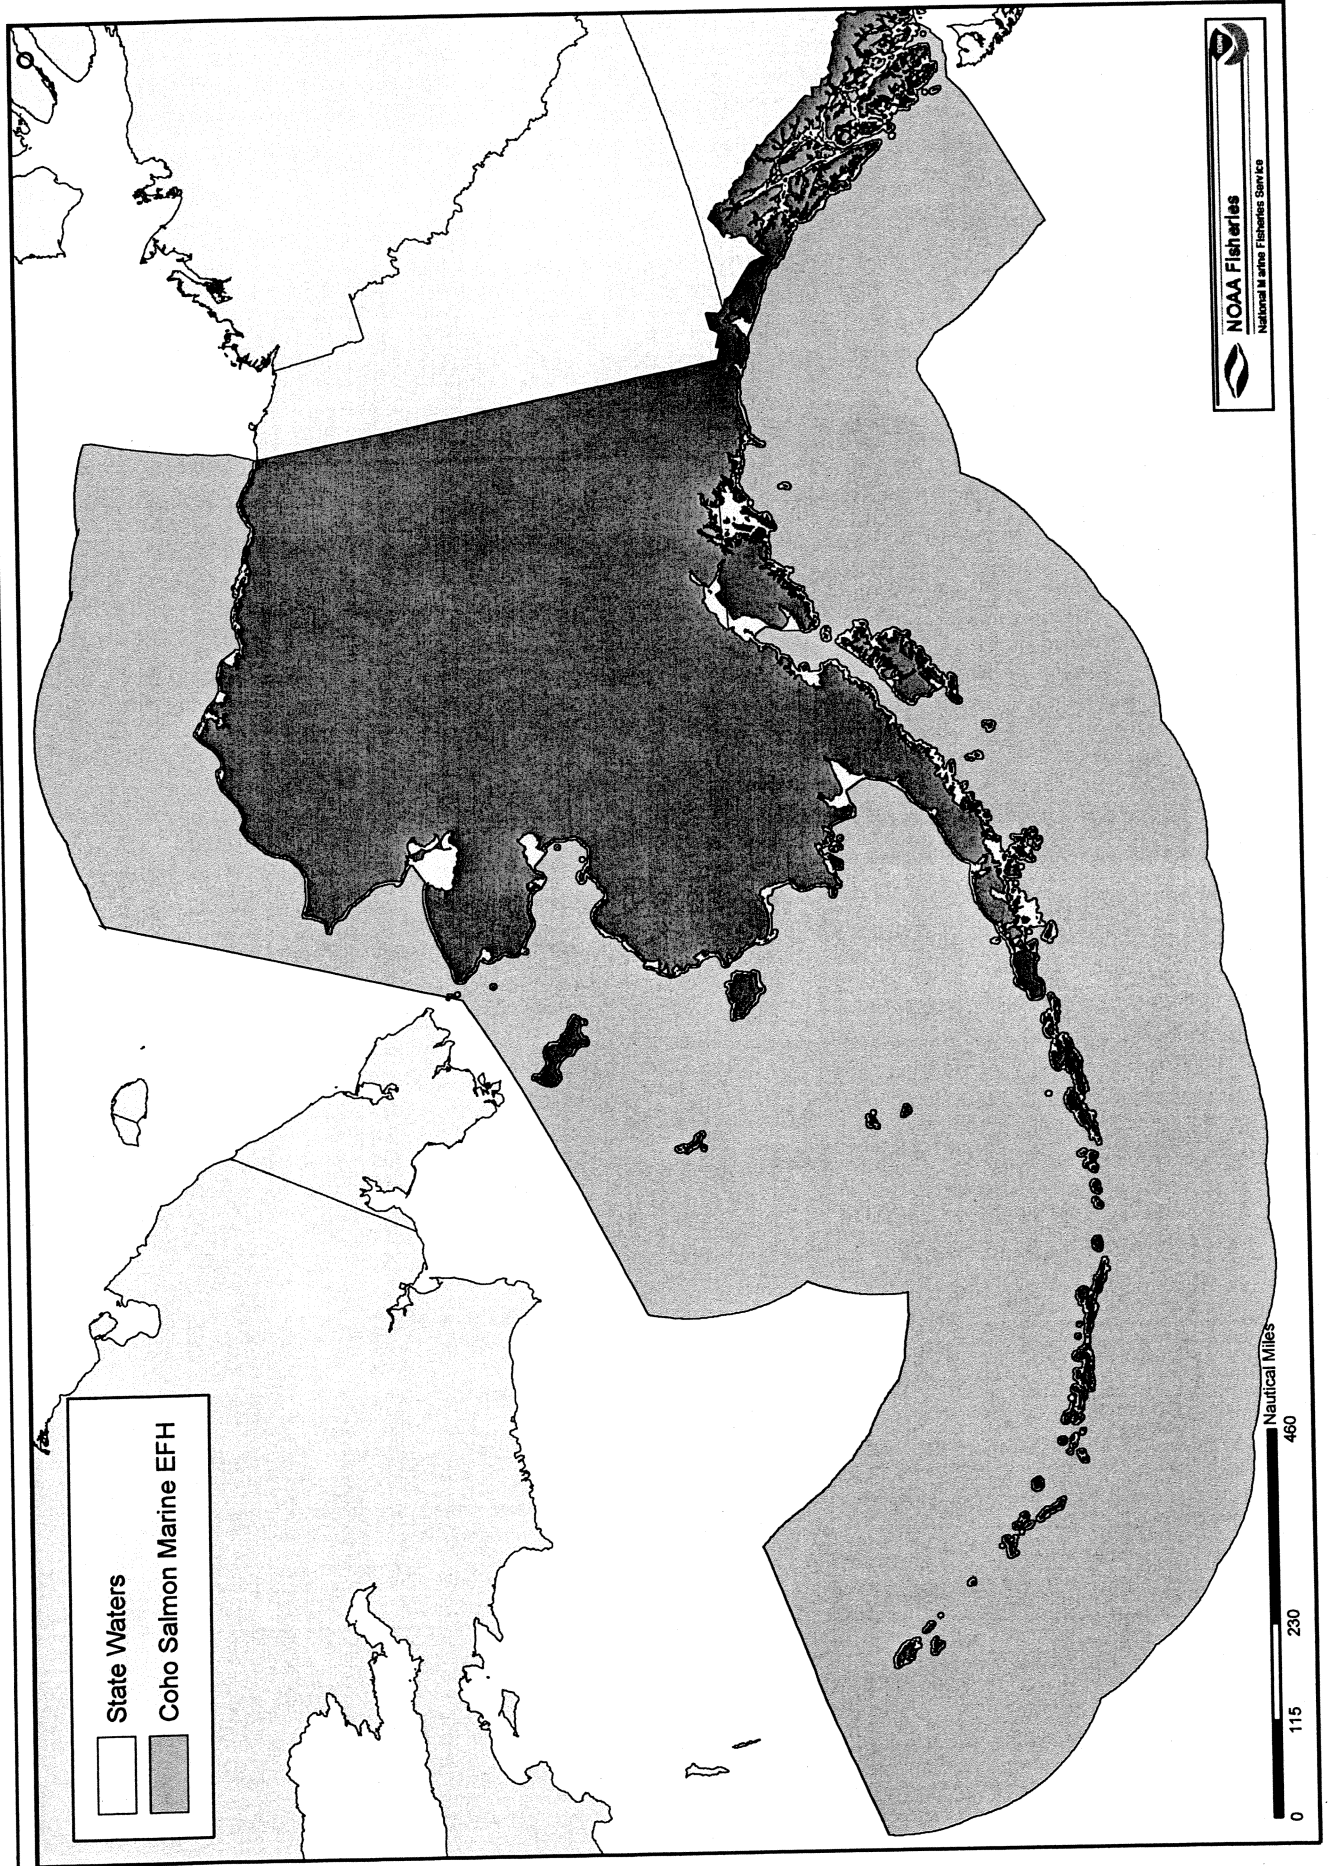 State Waters
Coho Salmon Marine EFH
NOAA Fisheries
National Marine Fisheries Service
0 115 230 460
Nautical Miles